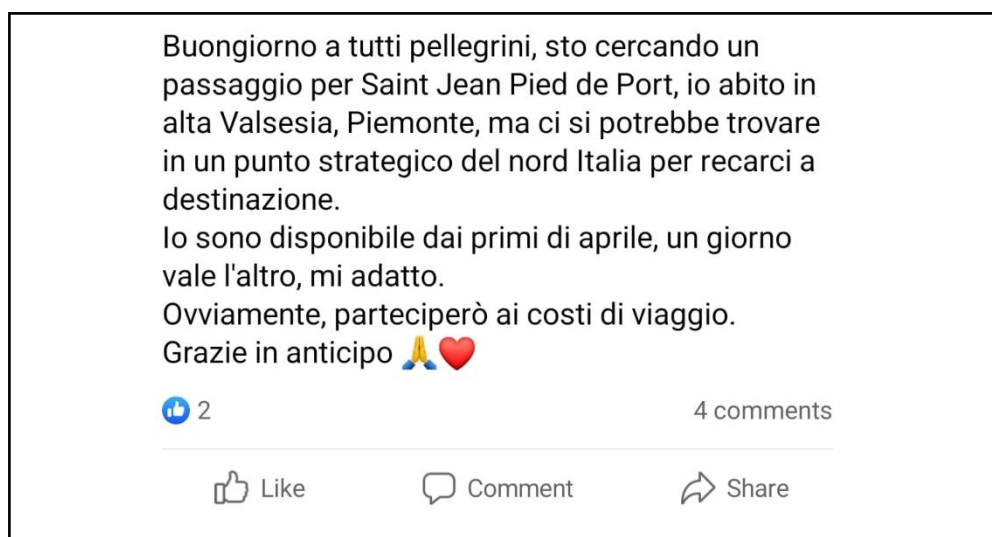 Buongiorno a tutti pellegrini, sto cercando un
passaggio per Saint Jean Pied de Port, io abito in
alta Valsesia, Piemonte, ma ci si potrebbe trovare
in un punto strategico del nord Italia per recarci a
destinazione.
Io sono disponibile dai primi di aprile, un giorno
vale l'altro, mi adatto.
Ovviamente, parteciperò ai costi di viaggio.
Grazie in anticipo 🙏❤️
2 4 comments
Like Comment Share